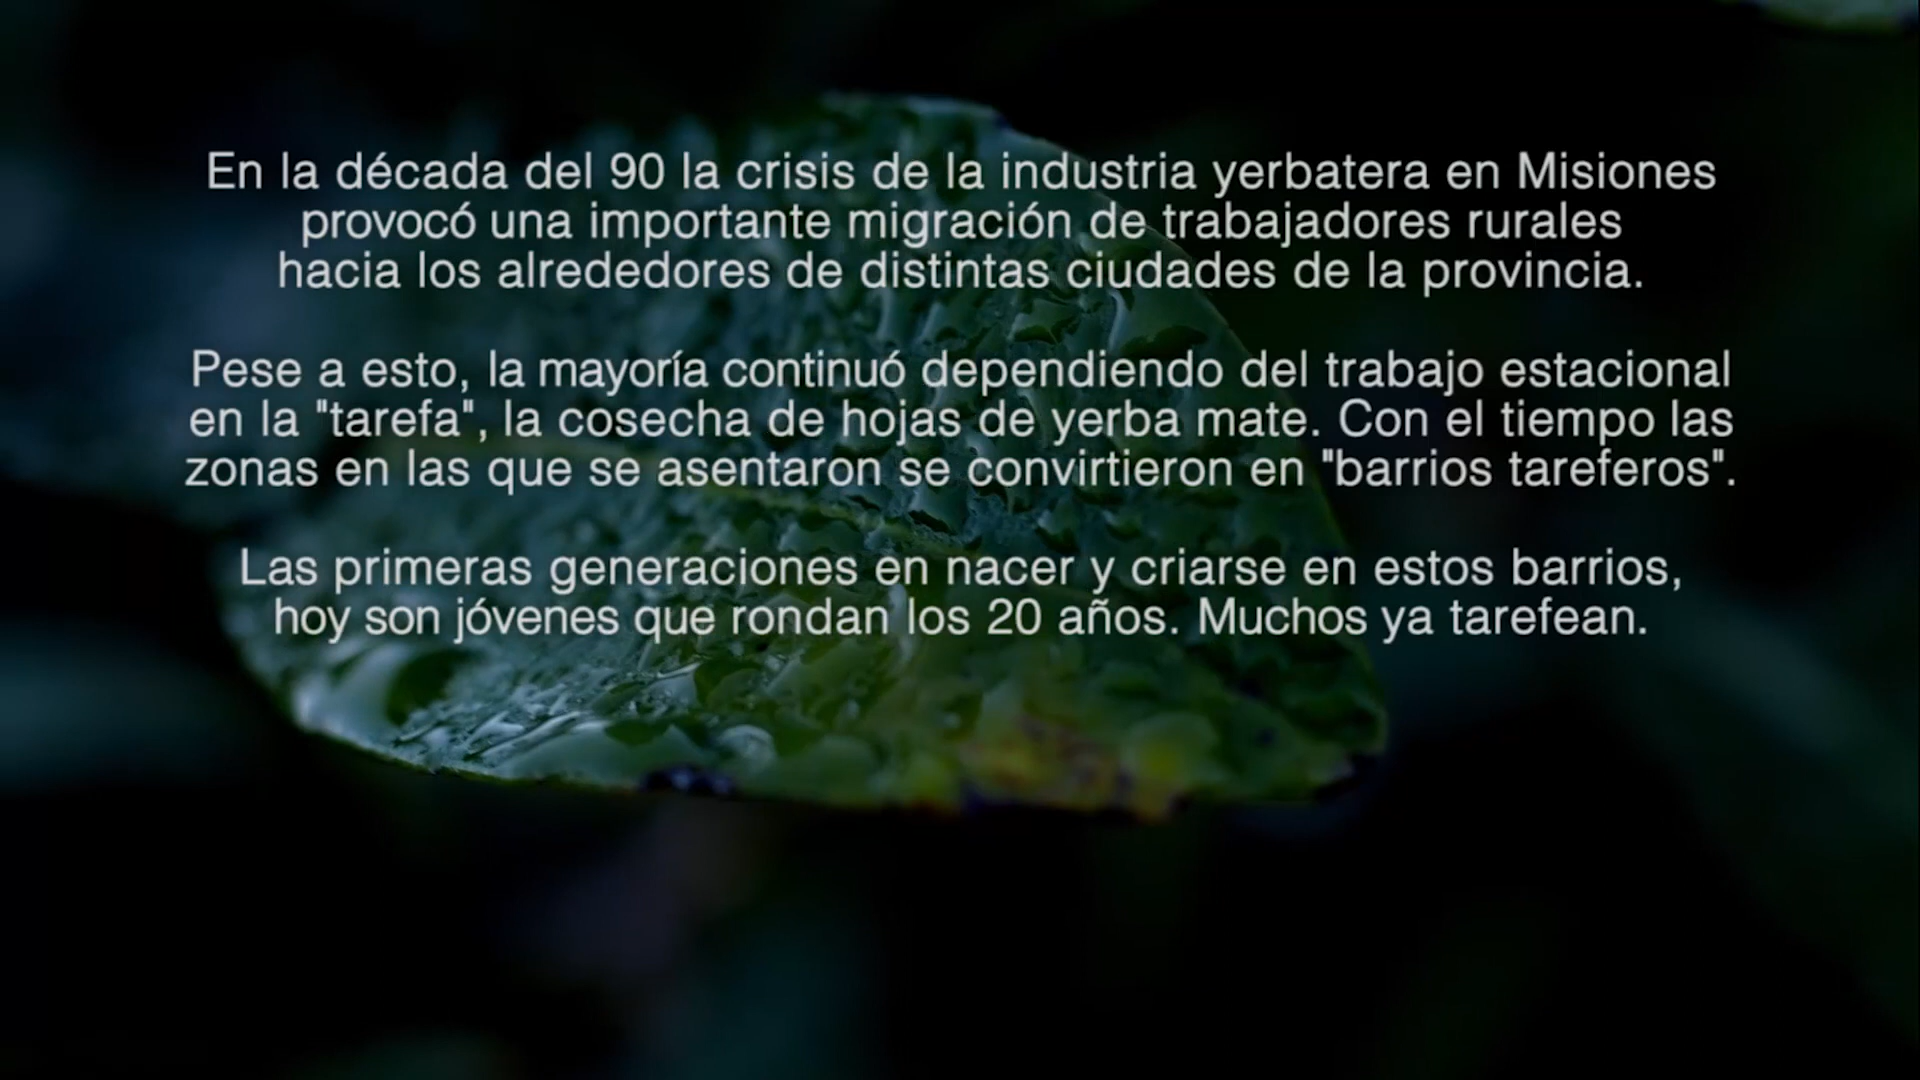 En la década del 90 la crisis de la industria yerbatera en Misiones
provocó una importante migración de trabajadores rurales
hacia los alrededores de distintas ciudades de la provincia.
Pese a esto, la mayoría continuó dependiendo del trabajo estacional
en la "tarefa", la cosecha de hojas de yerba mate. Con el tiempo las
zonas en las que se asentaron se convirtieron en "barrios tareferos".
Las primeras generaciones en nacer y criarse en estos barrios,
hoy son jóvenes que rondan los 20 años. Muchos ya tarefean.